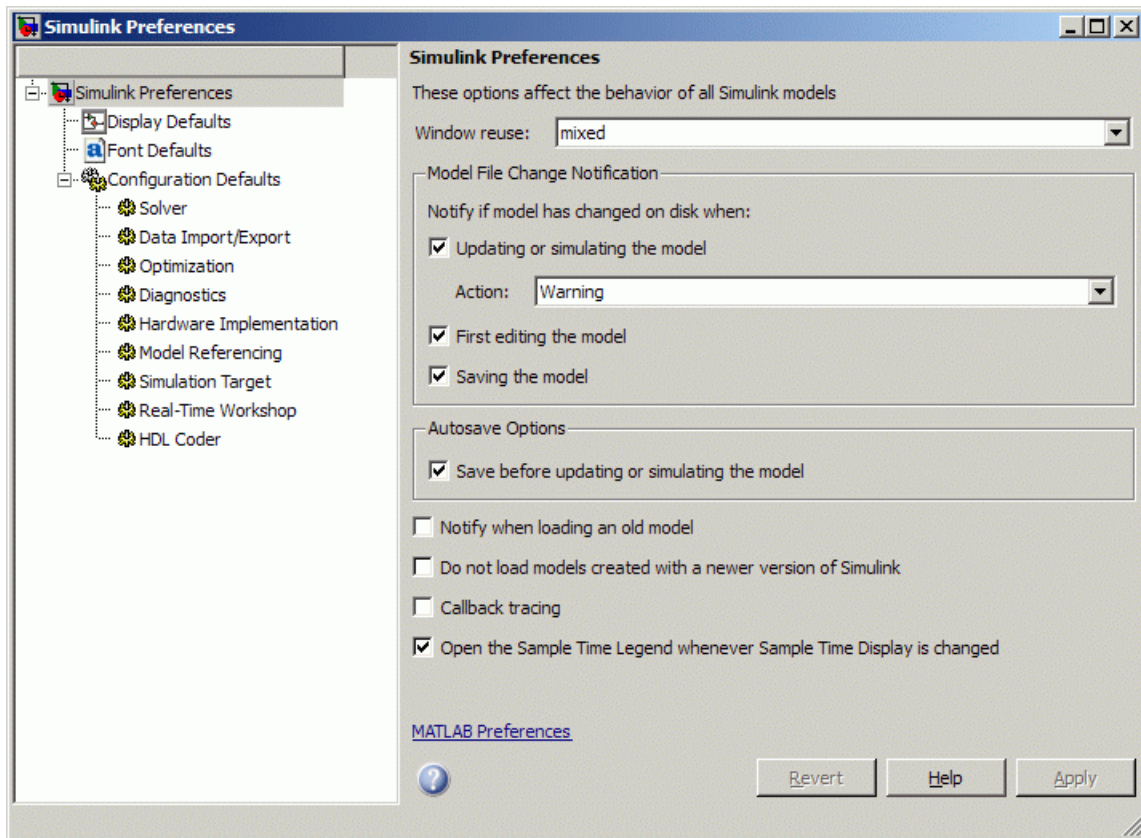 Simulink Preferences
Simulink Preferences
Display Defaults
Font Defaults
Configuration Defaults
Solver
Data Import/Export
Optimization
Diagnostics
Hardware Implementation
Model Referencing
Simulation Target
Real-Time Workshop
HDL Coder
Simulink Preferences
These options affect the behavior of all Simulink models
Window reuse: mixed
Model File Change Notification
Notify if model has changed on disk when:
Updating or simulating the model
Action: Warning
First editing the model
Saving the model
Autosave Options
Save before updating or simulating the model
Notify when loading an old model
Do not load models created with a newer version of Simulink
Callback tracing
Open the Sample Time Legend whenever Sample Time Display is changed
MATLAB Preferences
Revert Help Apply